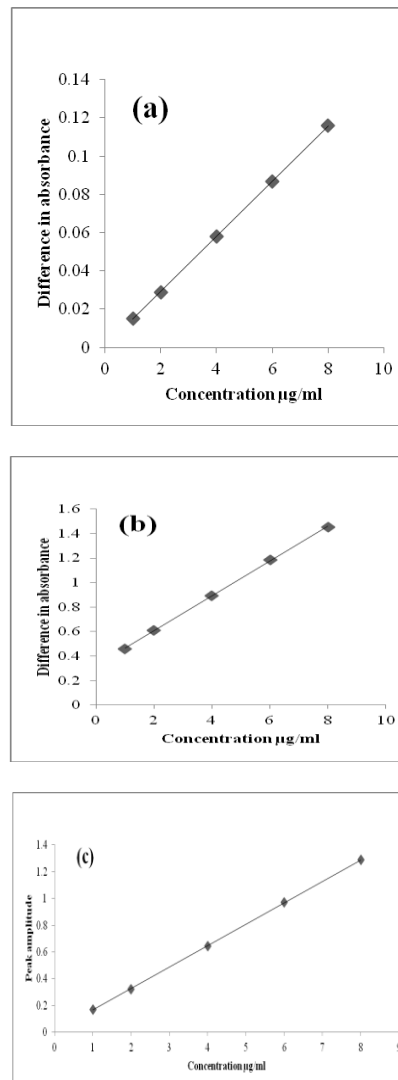 (a)
Difference in absorbance
0.14
0.12
0.1
0.08
0.06
0.04
0.02
0
0 2 4 6 8 10
Concentration µg/ml
(b)
Difference in absorbance
1.6
1.4
1.2
1
0.8
0.6
0.4
0.2
0
0 2 4 6 8 10
Concentration µg/ml
(c)
Peak amplitude
1.4
1.2
1
0.8
0.6
0.4
0.2
0
0 1 2 3 4 5 6 7 8 9
Concentration µg/ml